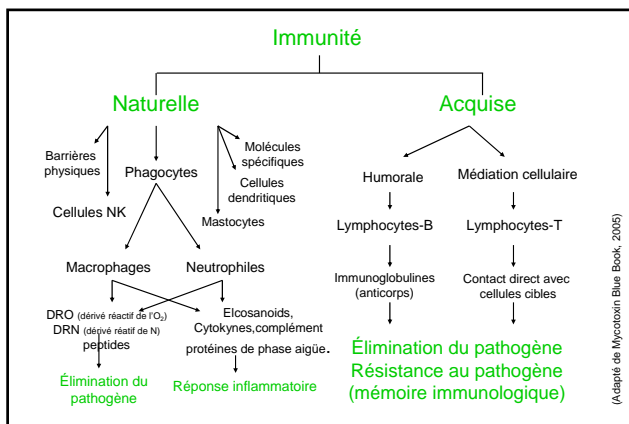 Immunité
Naturelle
Acquise
Barrières
physiques
Phagocytes
Molécules
spécifiques
Cellules
dendritiques
Cellules NK
Mastocytes
Humorale
Médiation cellulaire
Lymphocytes-B
Lymphocytes-T
Macrophages
Neutrophiles
Immunoglobulines
(anticorps)
Contact direct avec
cellules cibles
DRO (dérivé réactif de l'O₂)
DRN (dérivé réatif de N)
peptides
Elcosanoids,
Cytokynes,complément
protéines de phase aigüe.
Élimination du
pathogène
Réponse inflammatoire
Élimination du pathogène
Résistance au pathogène
(mémoire immunologique)
(Adapté de Mycotoxin Blue Book, 2005)